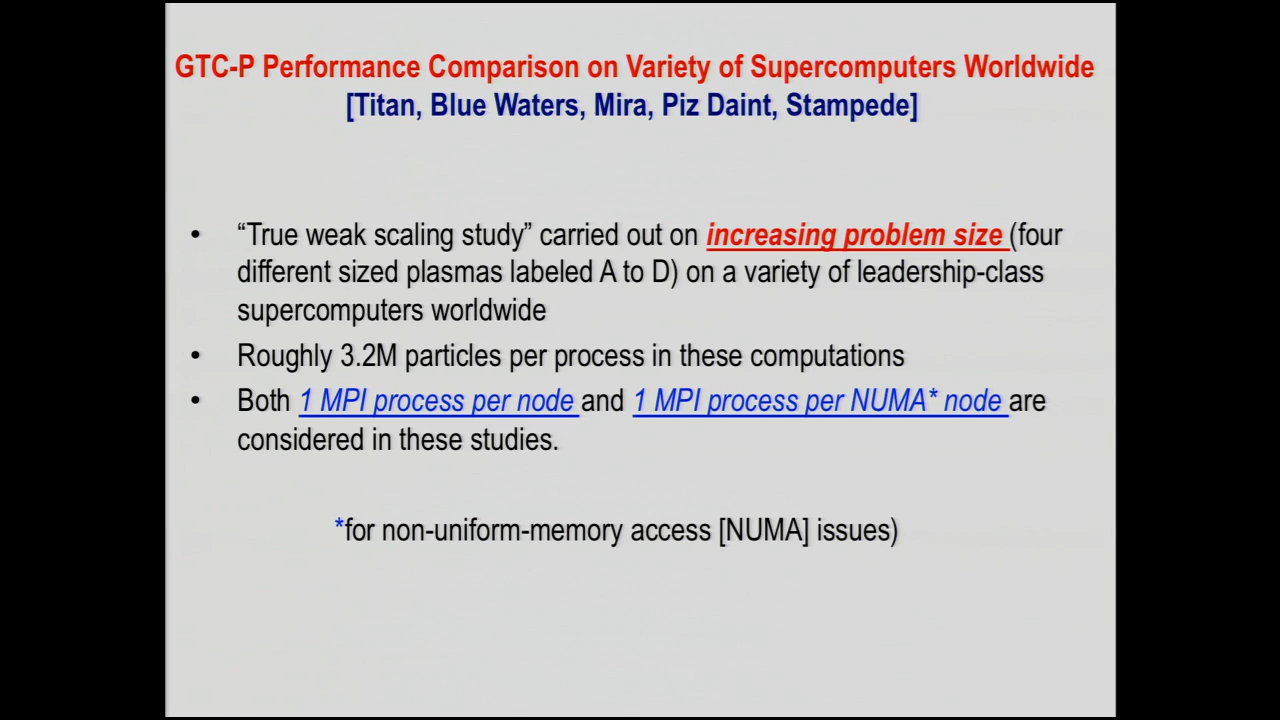 GTC-P Performance Comparison on Variety of Supercomputers Worldwide
[Titan, Blue Waters, Mira, Piz Daint, Stampede]
• “True weak scaling study” carried out on increasing problem size (four
different sized plasmas labeled A to D) on a variety of leadership-class
supercomputers worldwide
• Roughly 3.2M particles per process in these computations
• Both 1 MPI process per node and 1 MPI process per NUMA* node are
considered in these studies.
*for non-uniform-memory access [NUMA] issues)